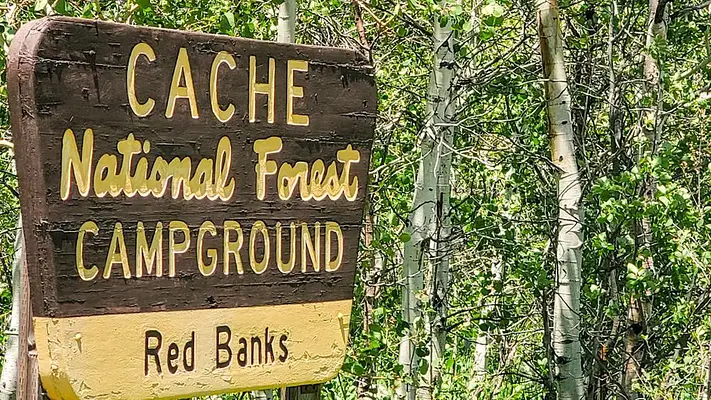 CACHE
National Forest
CAMPGROUND
Red Banks